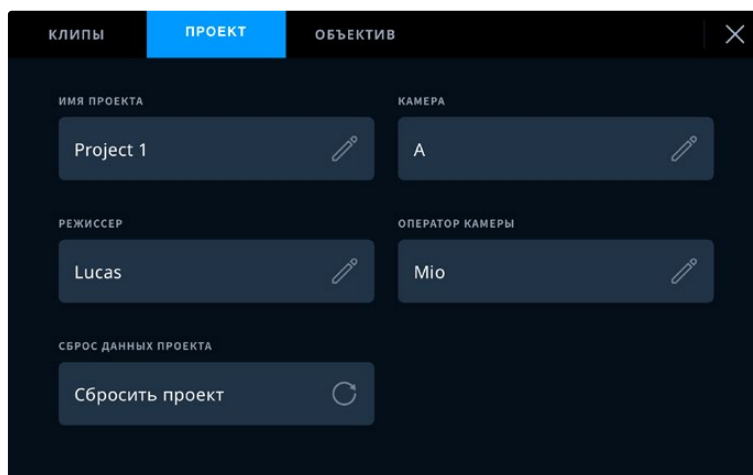 КЛИПЫ ПРОЕКТ ОБЪЕКТИВ
ИМЯ ПРОЕКТА КАМЕРА
Project 1 A
РЕЖИССЕР ОПЕРАТОР КАМЕРЫ
Lucas Mio
СБРОС ДАННЫХ ПРОЕКТА
Сбросить проект